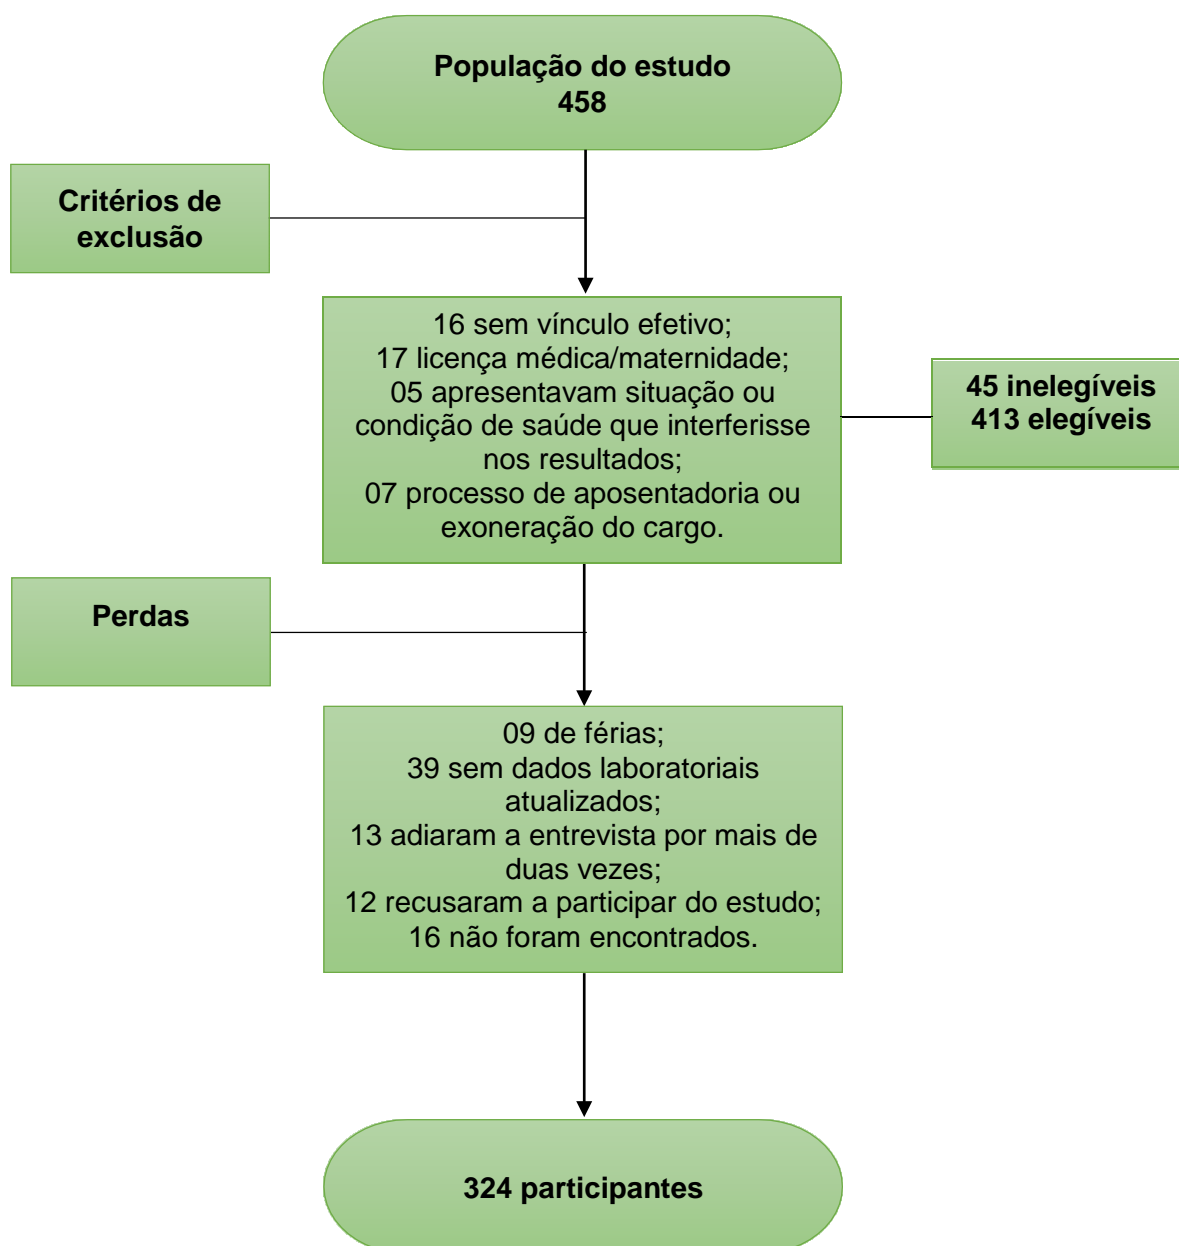 População do estudo
458
Critérios de
exclusão
16 sem vínculo efetivo;
17 licença médica/maternidade;
05 apresentavam situação ou
condição de saúde que interferisse
nos resultados;
07 processo de aposentadoria ou
exoneração do cargo.
45 inelegíveis
413 elegíveis
Perdas
09 de férias;
39 sem dados laboratoriais
atualizados;
13 adiaram a entrevista por mais de
duas vezes;
12 recusaram a participar do estudo;
16 não foram encontrados.
324 participantes